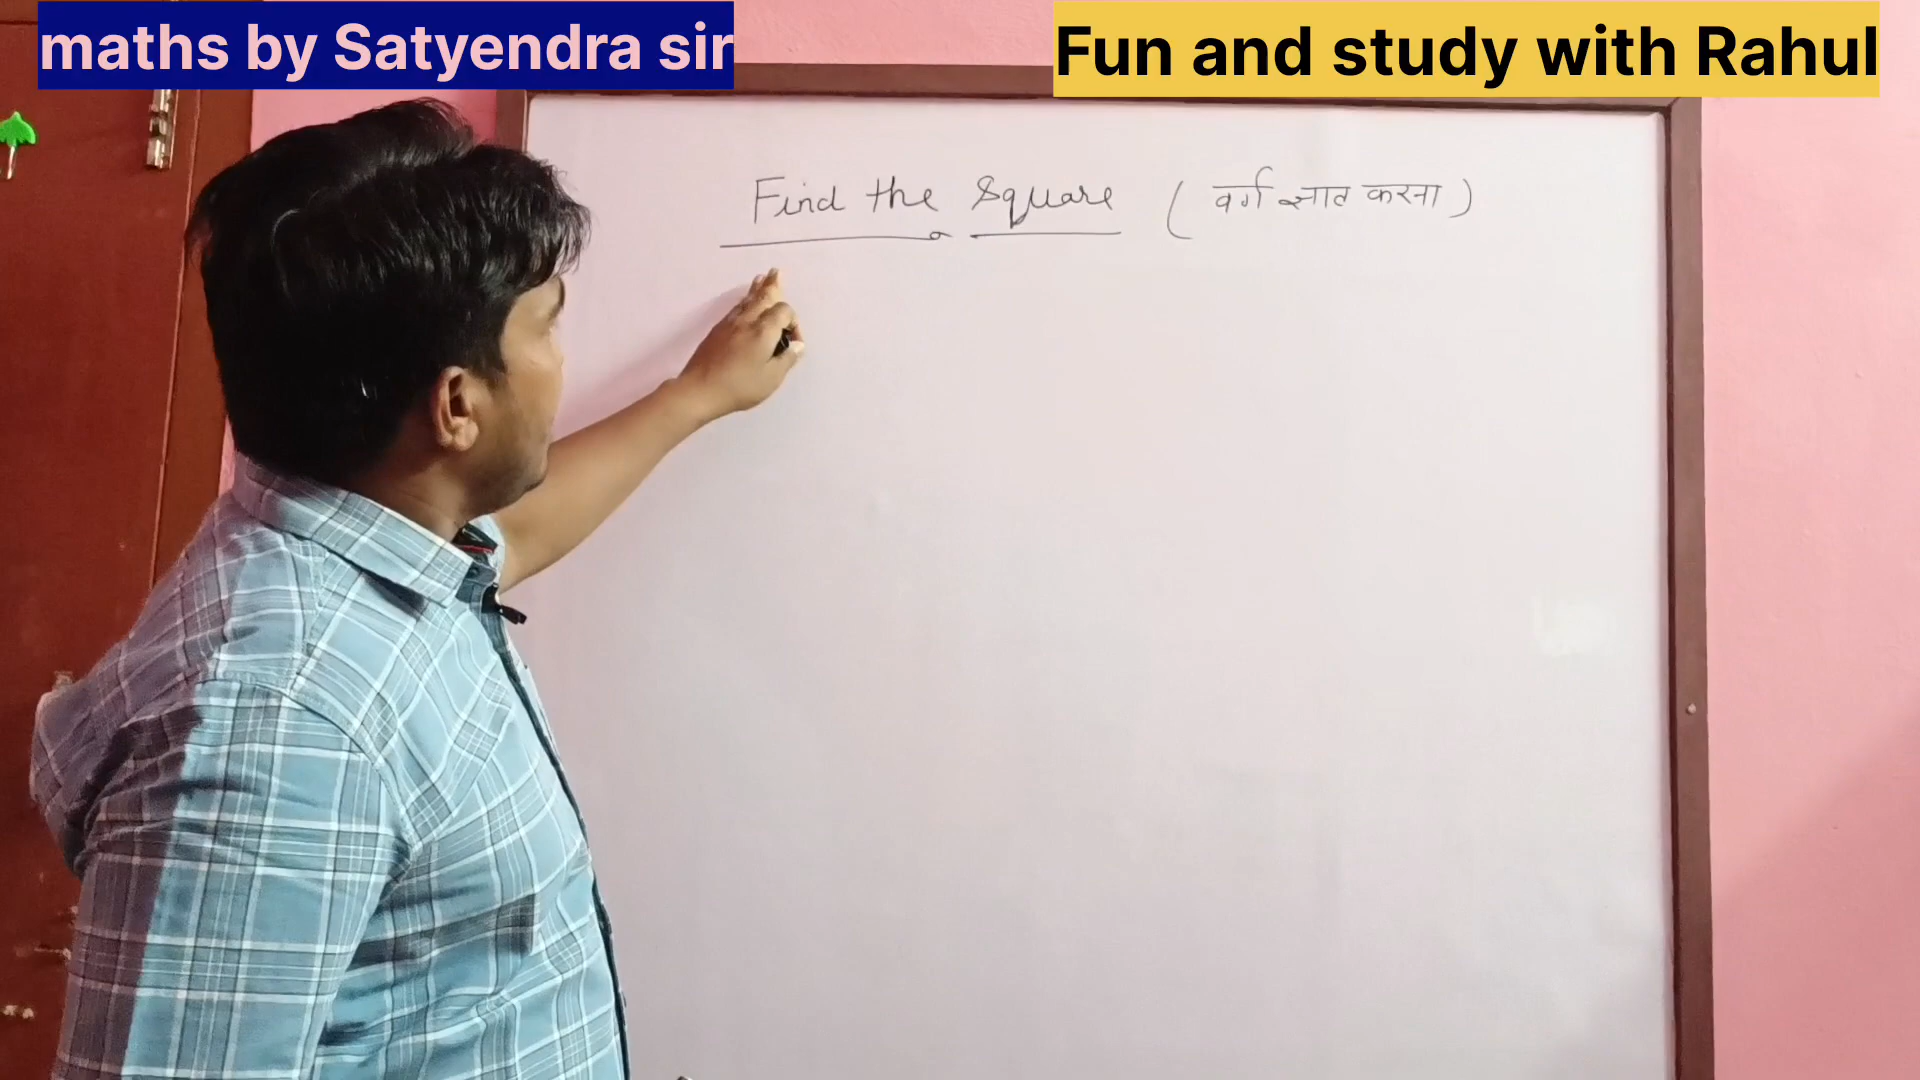 maths by Satyendra sir
Fun and study with Rahul
Find the Square ( वर्ग ज्ञात करना )